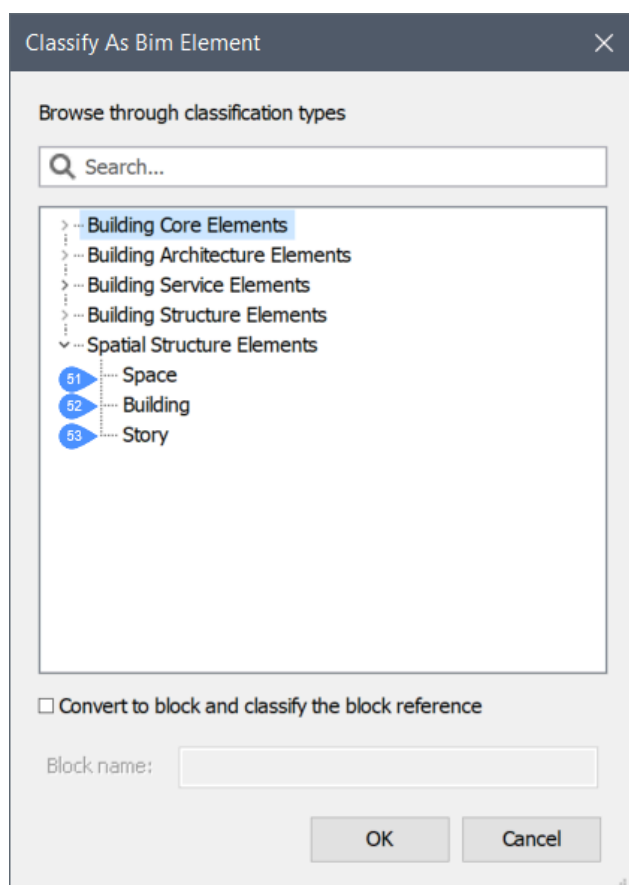 Classify As Bim Element
Browse through classification types
Search...
Building Core Elements
Building Architecture Elements
Building Service Elements
Building Structure Elements
Spatial Structure Elements
51 Space
52 Building
53 Story
Convert to block and classify the block reference
Block name:
OK Cancel